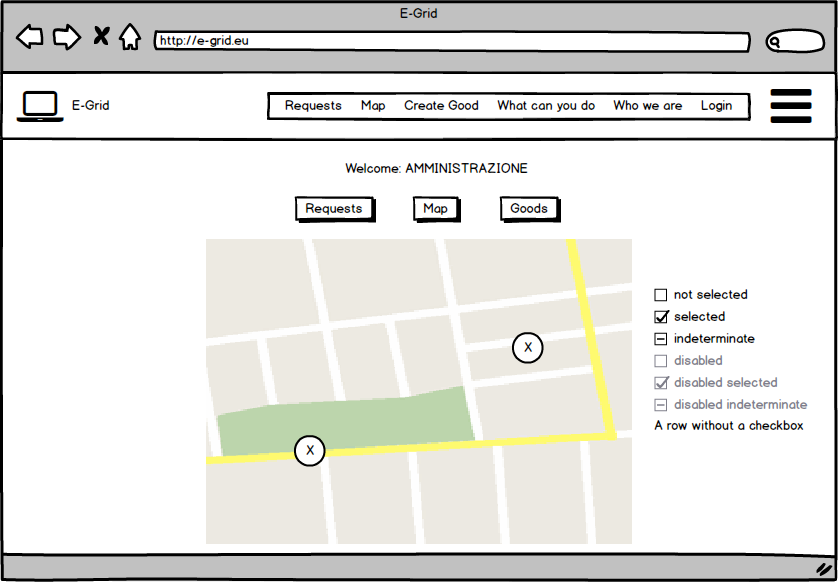 E-Grid
http://e-grid.eu
E-Grid
Requests Map Create Good What can you do Who we are Login
Welcome: AMMINISTRAZIONE
Requests Map Goods
not selected
selected
indeterminate
disabled
disabled selected
disabled indeterminate
A row without a checkbox
X
X